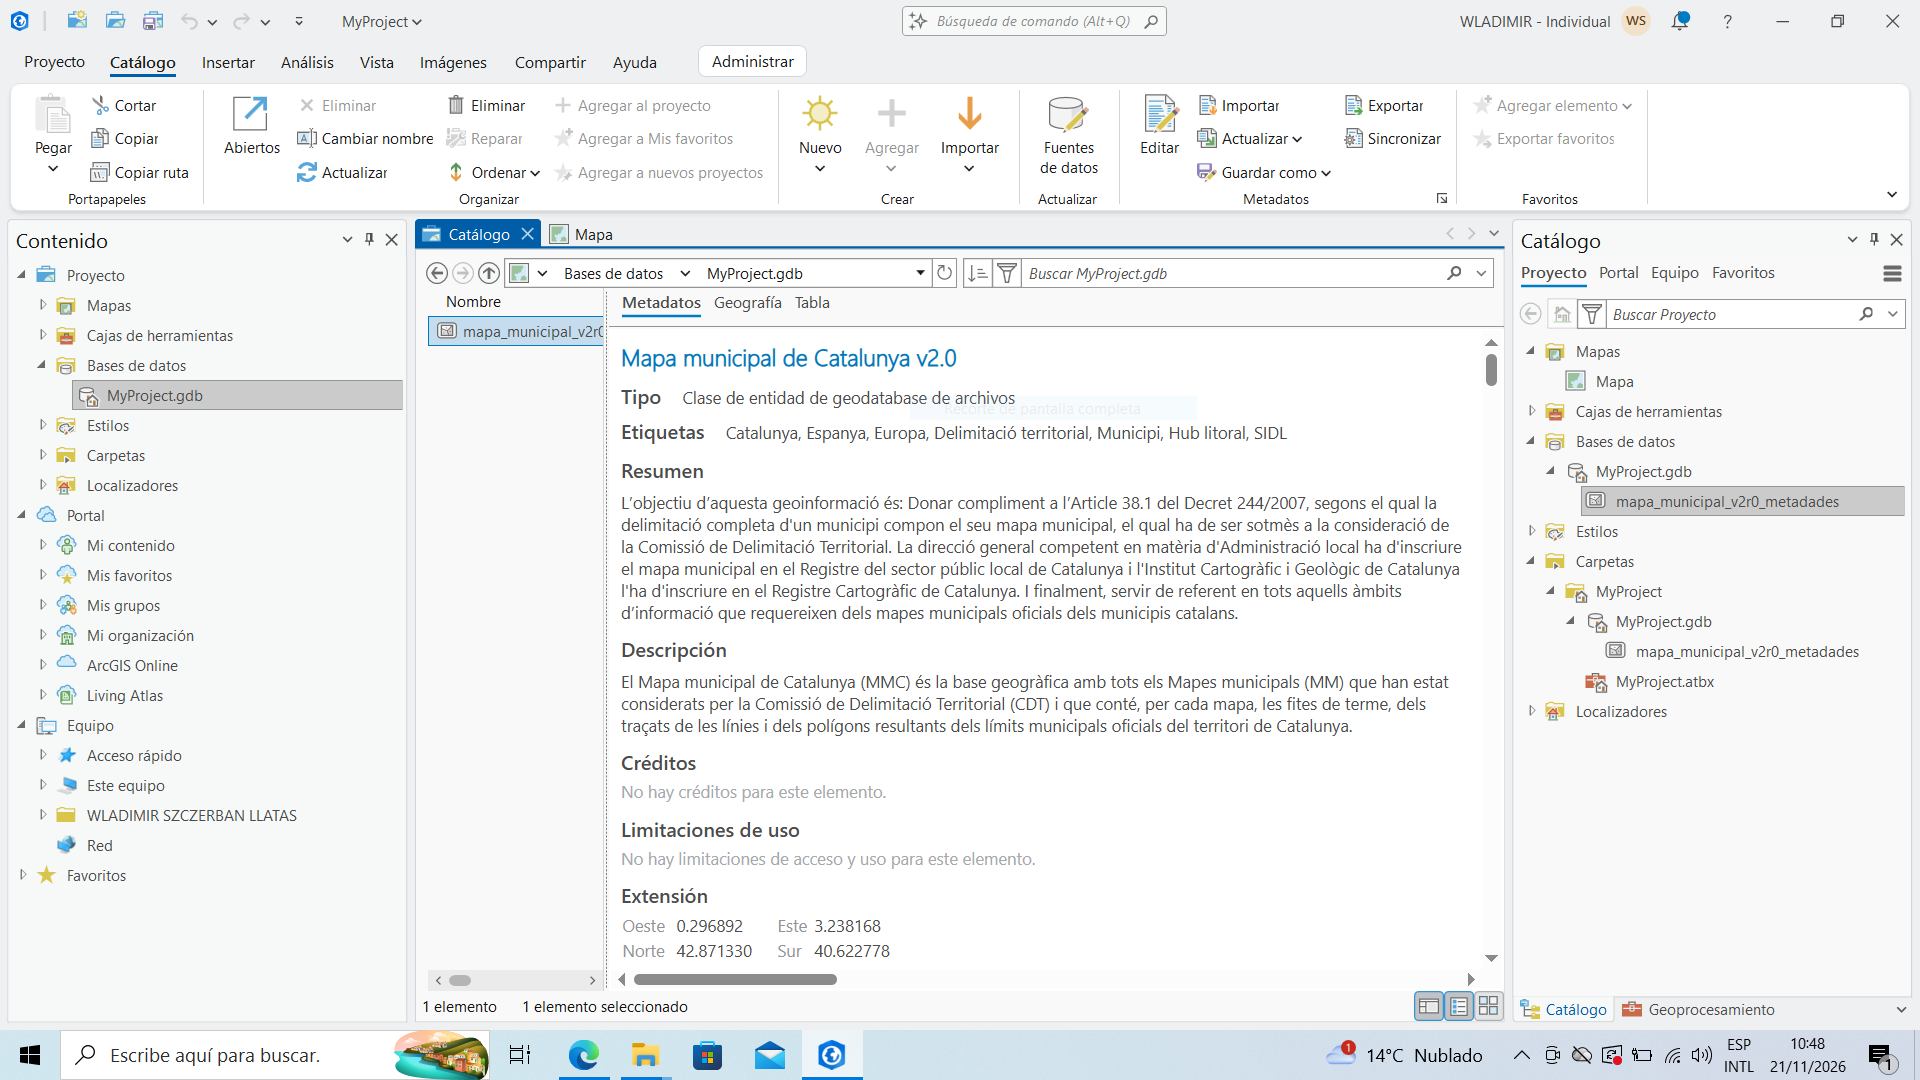 MyProject
Búsqueda de comando (Alt+Q)
WLADIMIR - Individual
WS
?
Proyecto
Catálogo
Insertar
Análisis
Vista
Imágenes
Compartir
Ayuda
Administrar
Pegar
Cortar
Copiar
Copiar ruta
Portapapeles
Abiertos
Eliminar
Cambiar nombre
Actualizar
Eliminar
Reparar
Ordenar
Agregar al proyecto
Agregar a Mis favoritos
Agregar a nuevos proyectos
Organizar
Nuevo
Agregar
Importar
Crear
Fuentes
de datos
Actualizar
Editar
Importar
Actualizar
Guardar como
Exportar
Sincronizar
Metadatos
Agregar elemento
Exportar favoritos
Favoritos
Contenido
Proyecto
Mapas
Cajas de herramientas
Bases de datos
MyProject.gdb
Estilos
Carpetas
Localizadores
Portal
Mi contenido
Mis favoritos
Mis grupos
Mi organización
ArcGIS Online
Living Atlas
Equipo
Acceso rápido
Este equipo
WLADIMIR SZCZERBAN LLATAS
Red
Favoritos
Catálogo
Mapa
Bases de datos
MyProject.gdb
Buscar MyProject.gdb
Nombre
mapa_municipal_v2r0
Metadatos
Geografía
Tabla
Mapa municipal de Catalunya v2.0
Tipo Clase de entidad de geodatabase de archivos
Recorte de pantalla completa
Etiquetas Catalunya, Espanya, Europa, Delimitació territorial, Municipi, Hub litoral, SIDL
Resumen
L’objectiu d’aquesta geoinformació és: Donar compliment a l’Article 38.1 del Decret 244/2007, segons el qual la
delimitació completa d'un municipi compon el seu mapa municipal, el qual ha de ser sotmès a la consideració de
la Comissió de Delimitació Territorial. La direcció general competent en matèria d'Administració local ha d'inscriure
el mapa municipal en el Registre del sector públic local de Catalunya i l'Institut Cartogràfic i Geològic de Catalunya
l'ha d'inscriure en el Registre Cartogràfic de Catalunya. I finalment, servir de referent en tots aquells àmbits
d’informació que requereixen dels mapes municipals oficials dels municipis catalans.
Descripción
El Mapa municipal de Catalunya (MMC) és la base geogràfica amb tots els Mapes municipals (MM) que han estat
considerats per la Comissió de Delimitació Territorial (CDT) i que conté, per cada mapa, les fites de terme, dels
traçats de les línies i dels polígons resultants dels límits municipals oficials del territori de Catalunya.
Créditos
No hay créditos para este elemento.
Limitaciones de uso
No hay limitaciones de acceso y uso para este elemento.
Extensión
Oeste 0.296892 Este 3.238168
Norte 42.871330 Sur 40.622778
1 elemento
1 elemento seleccionado
Catálogo
Proyecto
Portal
Equipo
Favoritos
Buscar Proyecto
Mapas
Mapa
Cajas de herramientas
Bases de datos
MyProject.gdb
mapa_municipal_v2r0_metadades
Estilos
Carpetas
MyProject
MyProject.gdb
mapa_municipal_v2r0_metadades
MyProject.atbx
Localizadores
Catálogo
Geoprocesamiento
Escribe aquí para buscar.
1
14°C Nublado
ESP
INTL
10:48
21/11/2026
1